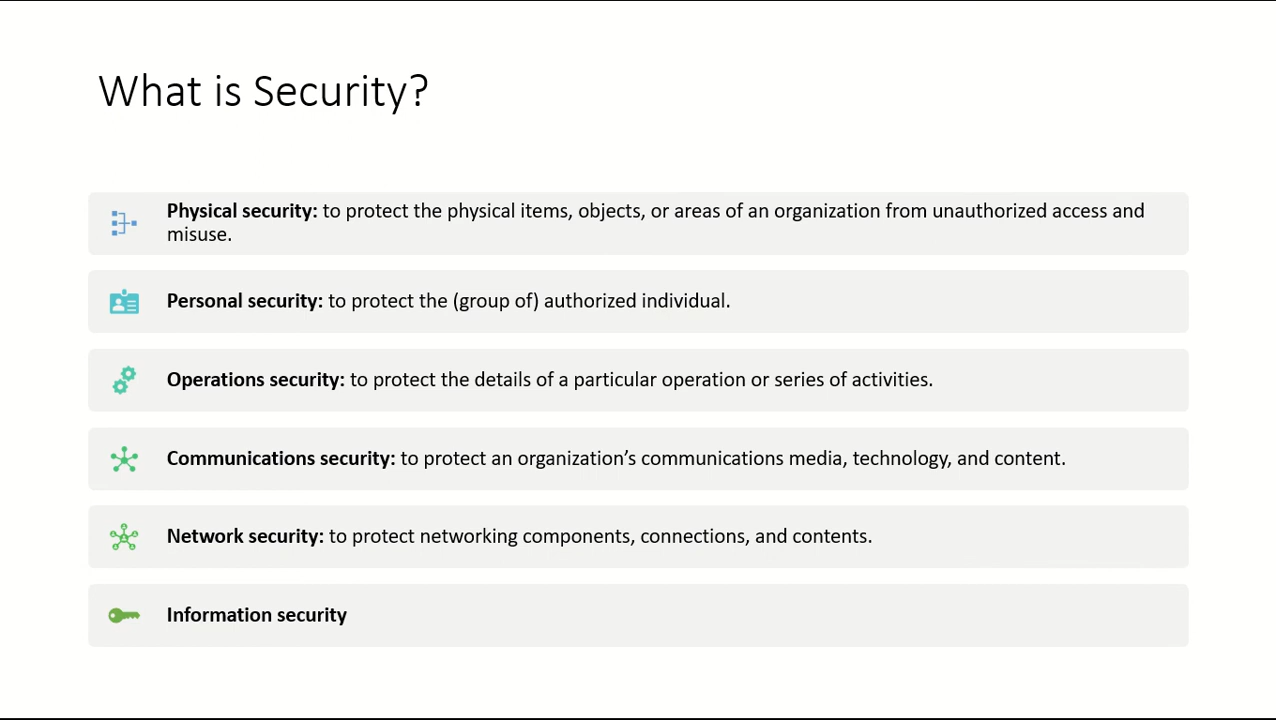 What is Security?
Physical security: to protect the physical items, objects, or areas of an organization from unauthorized access and
misuse.
Personal security: to protect the (group of) authorized individual.
Operations security: to protect the details of a particular operation or series of activities.
Communications security: to protect an organization’s communications media, technology, and content.
Network security: to protect networking components, connections, and contents.
Information security